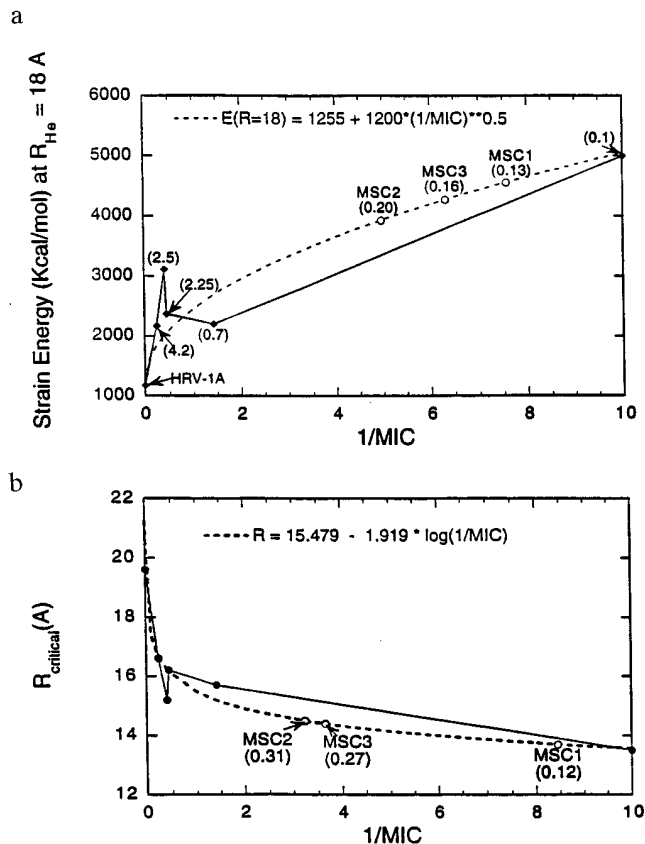 a
Strain Energy (Kcal/mol) at R_He = 18 A
6000
5000
4000
3000
2000
1000
E(R=18) = 1255 + 1200*(1/MIC)**0.5
(0.1)
MSC1
(0.13)
MSC3
(0.16)
MSC2
(0.20)
(2.5)
(2.25)
(0.7)
(4.2)
HRV-1A
0 2 4 6 8 10
1/MIC
b
R_critical(A)
22
20
18
16
14
12
R = 15.479 - 1.919 * log(1/MIC)
MSC2
(0.31)
MSC3
(0.27)
MSC1
(0.12)
0 2 4 6 8 10
1/MIC